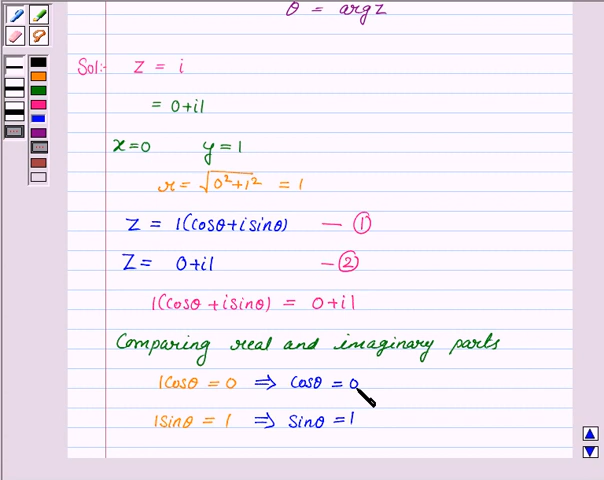 θ = argz
Sol:- Z = i
= 0+i1
x=0 y=1
r = √0²+1² = 1
Z = 1(cosθ+isinθ) — ①
Z = 0+i1 — ②
1(cosθ+isinθ) = 0+i1
Comparing real and imaginary parts
1cosθ = 0 ⇒ cosθ = 0
1sinθ = 1 ⇒ sinθ = 1